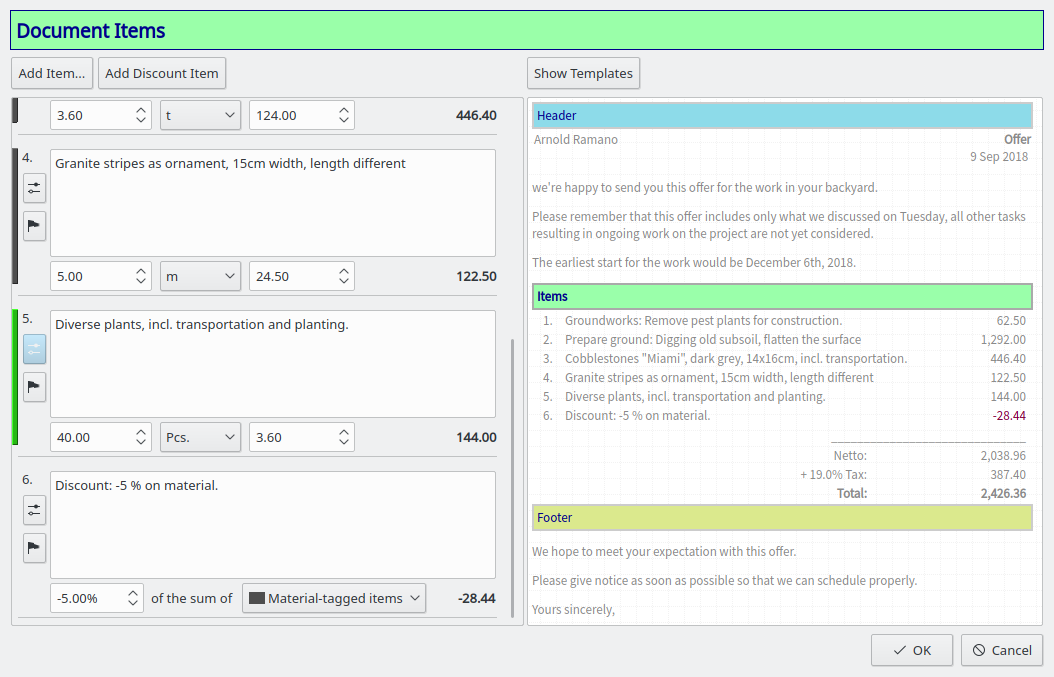 Document Items
Add Item...
Add Discount Item
Show Templates
3.60
t
124.00
446.40
4.
Granite stripes as ornament, 15cm width, length different
5.00
m
24.50
122.50
5.
Diverse plants, incl. transportation and planting.
40.00
Pcs.
3.60
144.00
6.
Discount: -5 % on material.
-5.00%
of the sum of
Material-tagged items
-28.44
Header
Arnold Ramano
Offer
9 Sep 2018
we're happy to send you this offer for the work in your backyard.
Please remember that this offer includes only what we discussed on Tuesday, all other tasks
resulting in ongoing work on the project are not yet considered.
The earliest start for the work would be December 6th, 2018.
Items
1. Groundworks: Remove pest plants for construction. 62.50
2. Prepare ground: Digging old subsoil, flatten the surface 1,292.00
3. Cobblestones "Miami", dark grey, 14x16cm, incl. transportation. 446.40
4. Granite stripes as ornament, 15cm width, length different 122.50
5. Diverse plants, incl. transportation and planting. 144.00
6. Discount: -5 % on material. -28.44
Netto: 2,038.96
+ 19.0% Tax: 387.40
Total: 2,426.36
Footer
We hope to meet your expectation with this offer.
Please give notice as soon as possible so that we can schedule properly.
Yours sincerely,
OK
Cancel